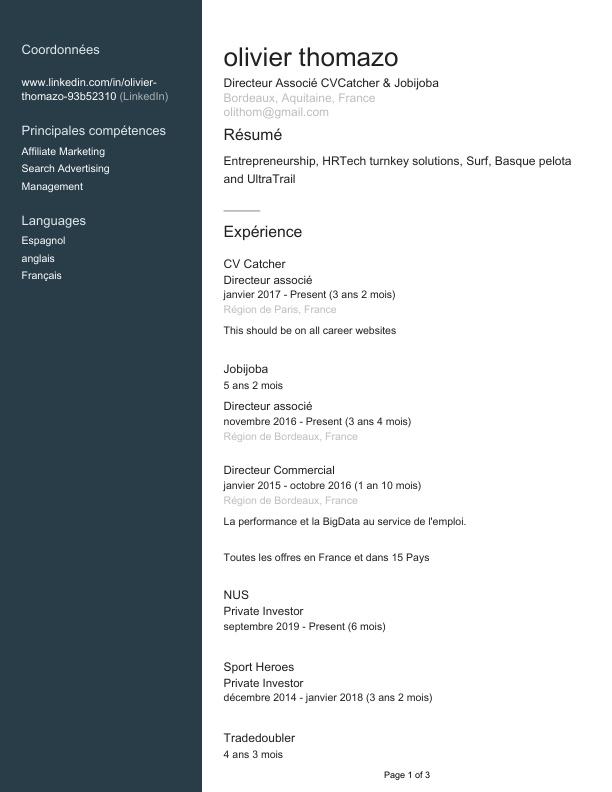 Coordonnées
www.linkedin.com/in/olivier-
thomazo-93b52310 (LinkedIn)
Principales compétences
Affiliate Marketing
Search Advertising
Management
Languages
Espagnol
anglais
Français
olivier thomazo
Directeur Associé CVCatcher & Jobijoba
Bordeaux, Aquitaine, France
olithom@gmail.com
Résumé
Entrepreneurship, HRTech turnkey solutions, Surf, Basque pelota
and UltraTrail
Expérience
CV Catcher
Directeur associé
janvier 2017 - Present (3 ans 2 mois)
Région de Paris, France
This should be on all career websites
Jobijoba
5 ans 2 mois
Directeur associé
novembre 2016 - Present (3 ans 4 mois)
Région de Bordeaux, France
Directeur Commercial
janvier 2015 - octobre 2016 (1 an 10 mois)
Région de Bordeaux, France
La performance et la BigData au service de l'emploi.
Toutes les offres en France et dans 15 Pays
NUS
Private Investor
septembre 2019 - Present (6 mois)
Sport Heroes
Private Investor
décembre 2014 - janvier 2018 (3 ans 2 mois)
Tradedoubler
4 ans 3 mois
Page 1 of 3